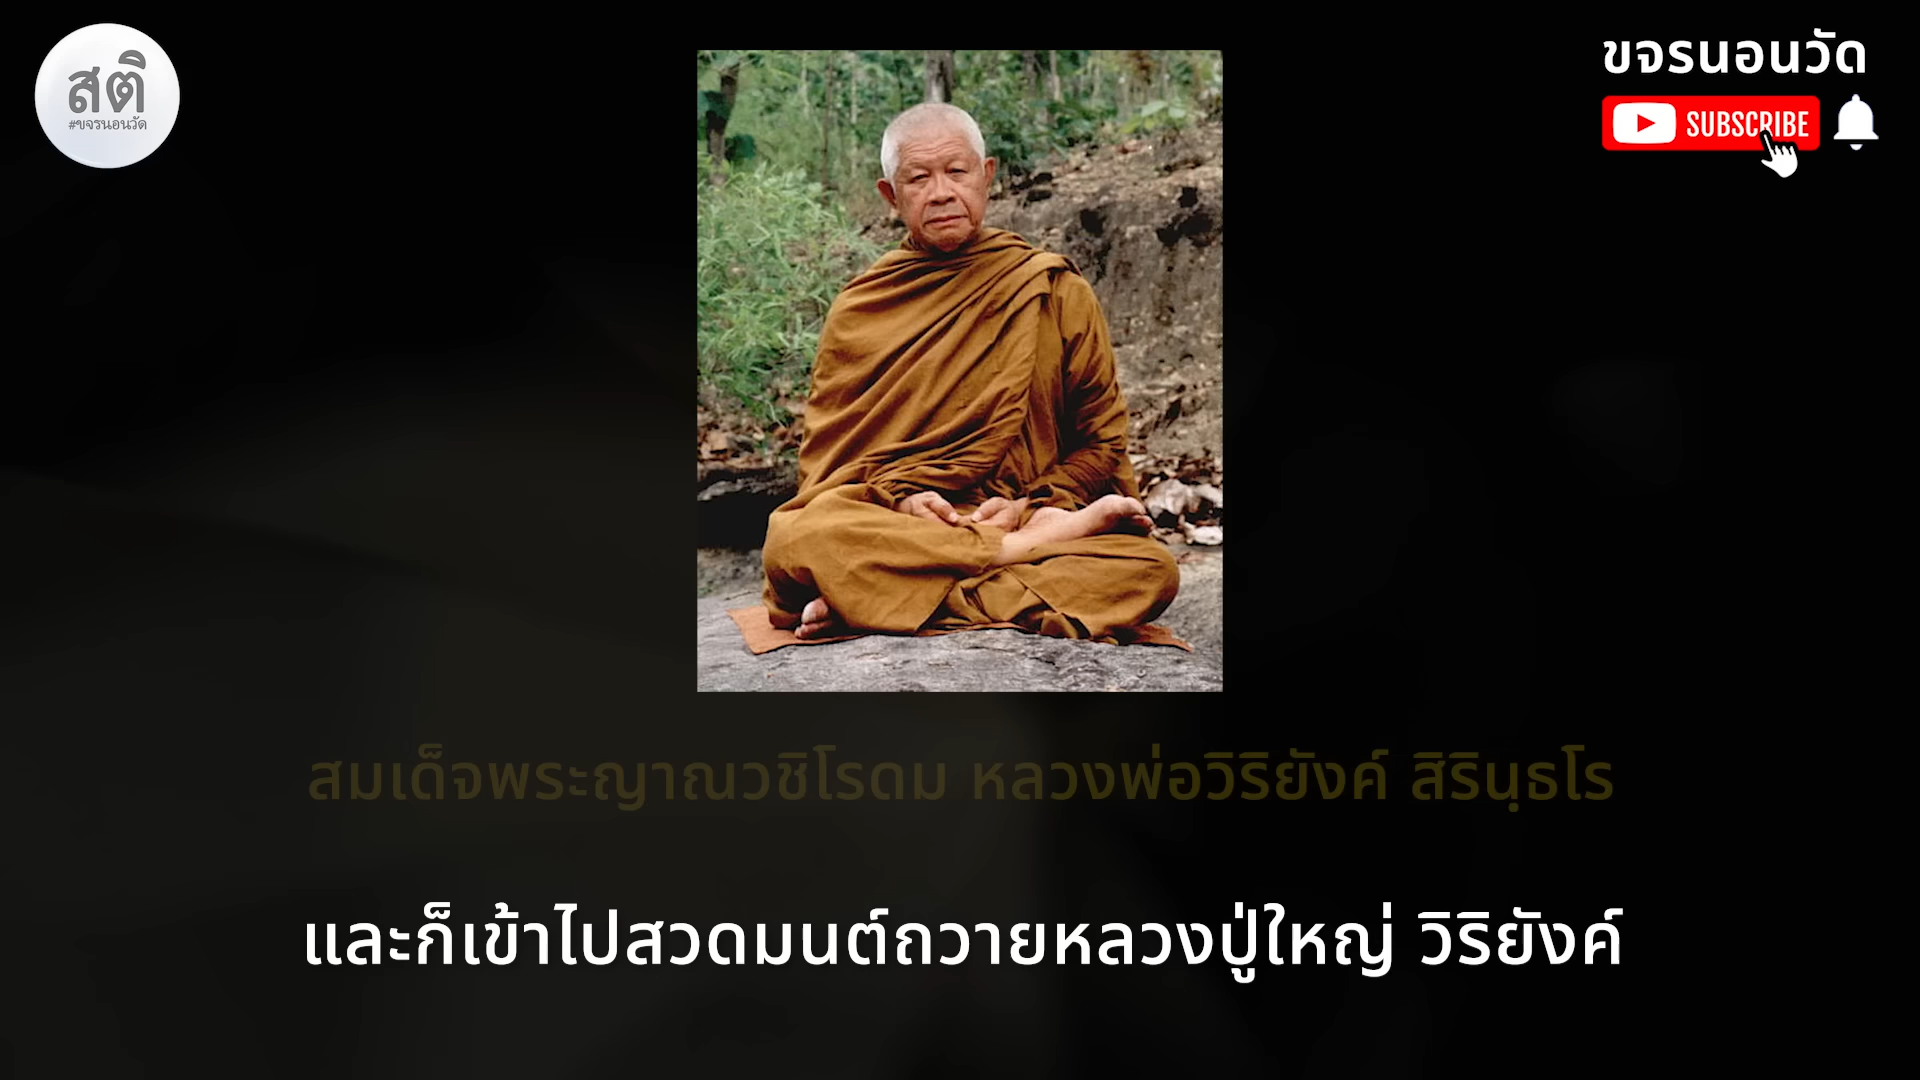 สติ
#ขจรนอนวัด
ขจรนอนวัด
SUBSCRIBE
สมเด็จพระญาณวชิโรดม หลวงพ่อวิริยังค์ สิรินฺธโร
และก็เข้าไปสวดมนต์ถวายหลวงปู่ใหญ่ วิริยังค์